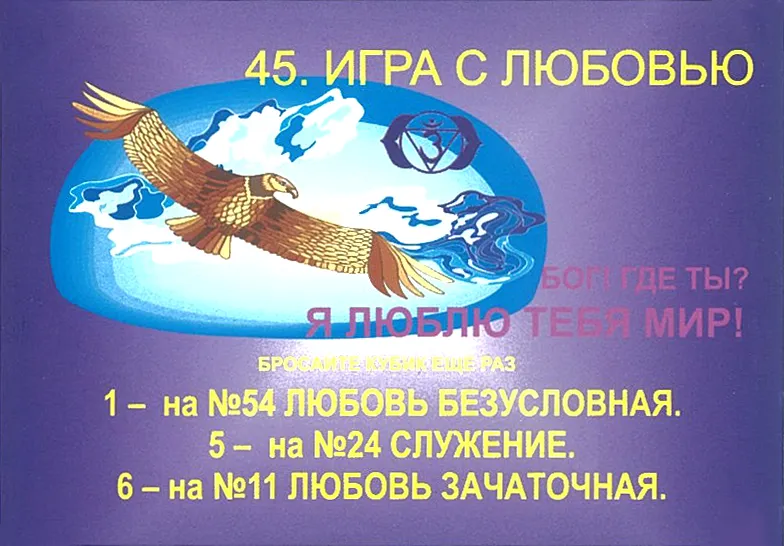 45. ИГРА С ЛЮБОВЬЮ
ॐ
БОГ! ГДЕ ТЫ?
Я ЛЮБЛЮ ТЕБЯ МИР!
БРОСАЙТЕ КУБИК ЕЩЕ РАЗ
1 – на №54 ЛЮБОВЬ БЕЗУСЛОВНАЯ.
5 – на №24 СЛУЖЕНИЕ.
6 – на №11 ЛЮБОВЬ ЗАЧАТОЧНАЯ.